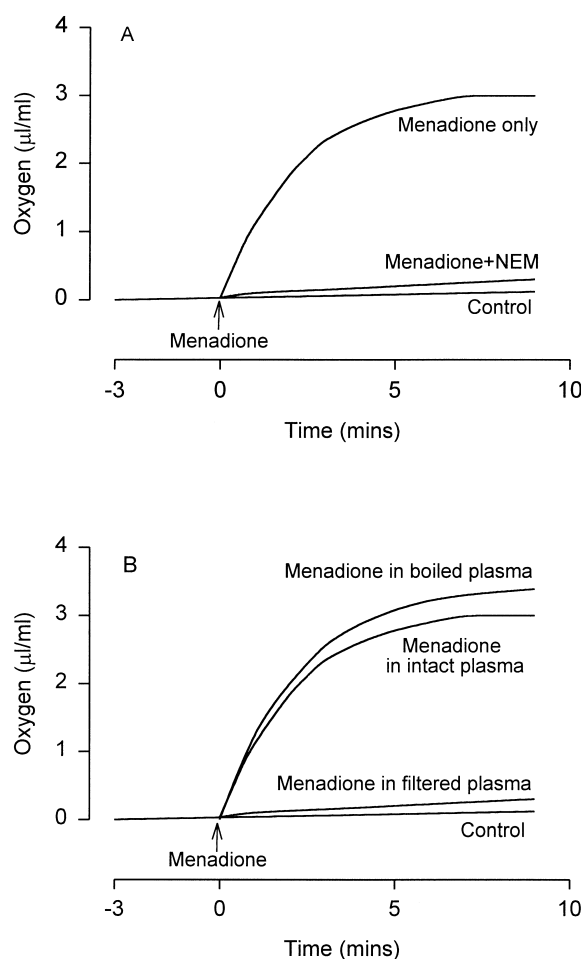 A
4
3
2
1
0
Oxygen (µl/ml)
Menadione only
Menadione+NEM
Control
Menadione
-3 0 5 10
Time (mins)
B
4
3
2
1
0
Oxygen (µl/ml)
Menadione in boiled plasma
Menadione
in intact plasma
Menadione in filtered plasma
Control
Menadione
-3 0 5 10
Time (mins)